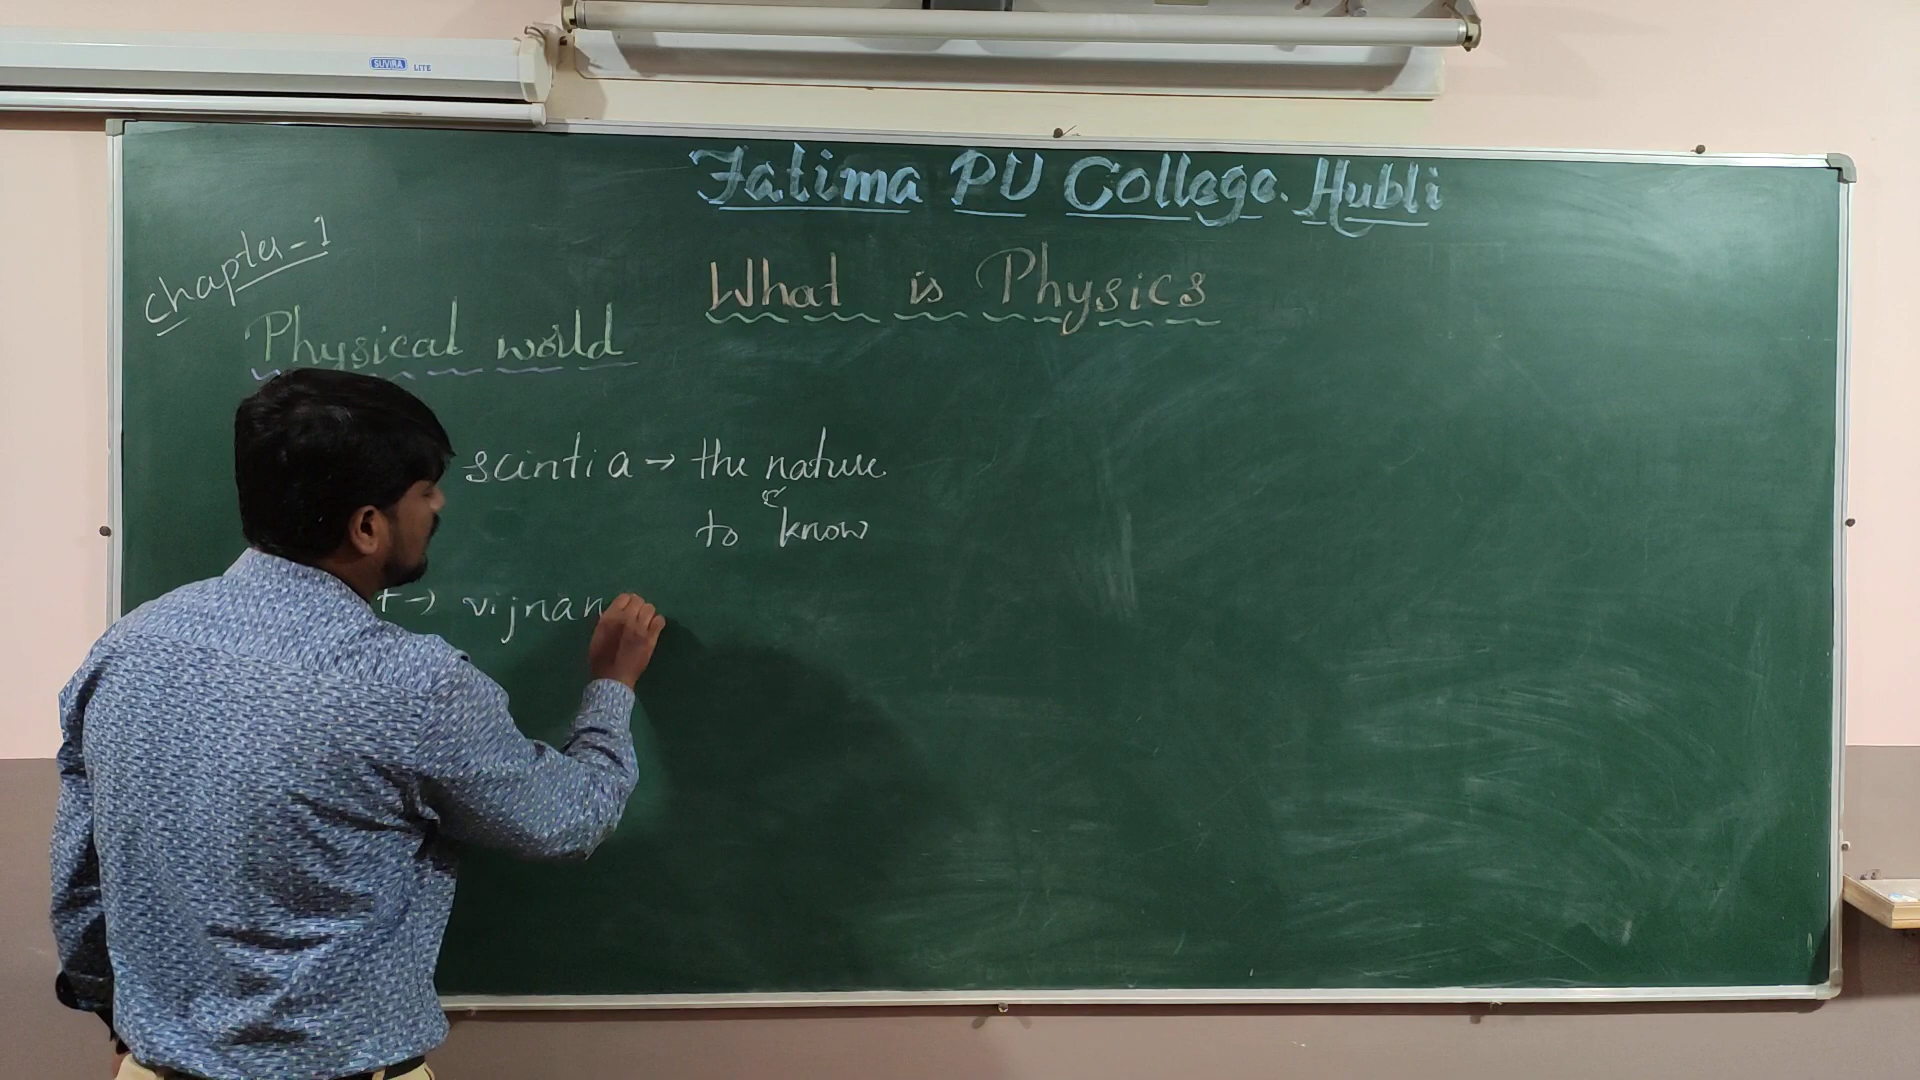 SUVIRA LITE
Fatima PU College. Hubli
Chapter-1
What is Physics
Physical world
scintia → the nature
to know
→ vijnan